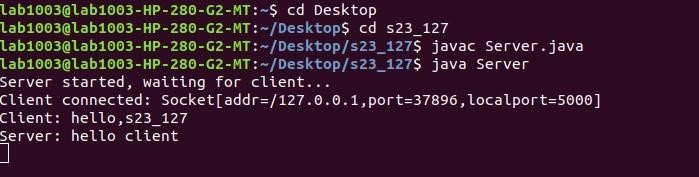 lab1003@lab1003-HP-280-G2-MT:~$ cd Desktop
lab1003@lab1003-HP-280-G2-MT:~/Desktop$ cd s23_127
lab1003@lab1003-HP-280-G2-MT:~/Desktop/s23_127$ javac Server.java
lab1003@lab1003-HP-280-G2-MT:~/Desktop/s23_127$ java Server
Server started, waiting for client...
Client connected: Socket[addr=/127.0.0.1,port=37896,localport=5000]
Client: hello,s23_127
Server: hello client